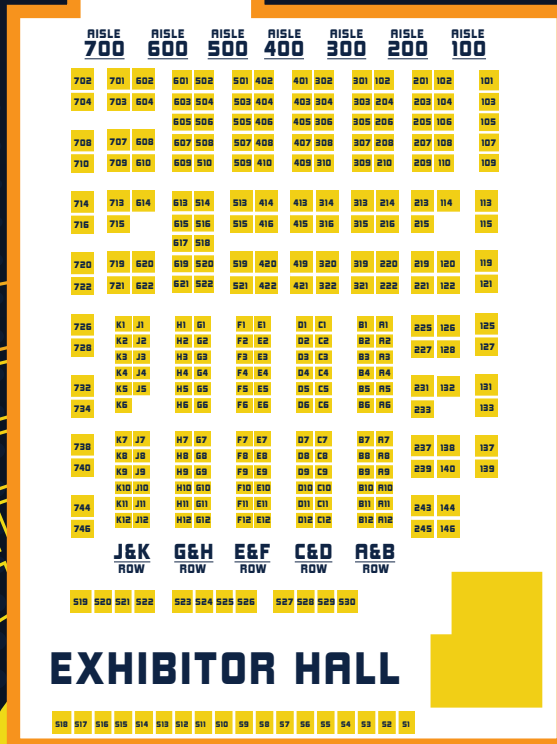 AISLE AISLE AISLE AISLE AISLE AISLE AISLE
700 600 500 400 300 200 100
702 701 602 601 502 501 402 401 302 301 102 201 102 101
704 703 604 603 504 503 404 403 304 303 204 203 104 103
605 506 505 406 405 306 305 206 205 106 105
708 707 608 607 508 507 408 407 308 307 208 207 108 107
710 709 610 609 510 509 410 409 310 309 210 209 110 109
714 713 614 613 514 513 414 413 314 313 214 213 114 113
716 715 615 516 515 416 415 316 315 216 215 115
617 518
720 719 620 619 520 519 420 419 320 319 220 219 120 119
722 721 622 621 522 521 422 421 322 321 222 221 122 121
726 K1 J1 H1 G1 F1 E1 D1 C1 B1 A1 225 126 125
K2 J2 H2 G2 F2 E2 D2 C2 B2 A2
728 K3 J3 H3 G3 F3 E3 D3 C3 B3 A3 227 128 127
K4 J4 H4 G4 F4 E4 D4 C4 B4 A4
732 K5 J5 H5 G5 F5 E5 D5 C5 B5 A5 231 132 131
734 K6 H6 G6 F6 E6 D6 C6 B6 A6 233 133
738 K7 J7 H7 G7 F7 E7 D7 C7 B7 A7 237 138 137
K8 J8 H8 G8 F8 E8 D8 C8 B8 A8
740 K9 J9 H9 G9 F9 E9 D9 C9 B9 A9 239 140 139
K10 J10 H10 G10 F10 E10 D10 C10 B10 A10
744 K11 J11 H11 G11 F11 E11 D11 C11 B11 A11 243 144
746 K12 J12 H12 G12 F12 E12 D12 C12 B12 A12 245 146
J&K G&H E&F C&D A&B
ROW ROW ROW ROW ROW
S19 S20 S21 S22 S23 S24 S25 S26 S27 S28 S29 S30
EXHIBITOR HALL
S18 S17 S16 S15 S14 S13 S12 S11 S10 S9 S8 S7 S6 S5 S4 S3 S2 S1